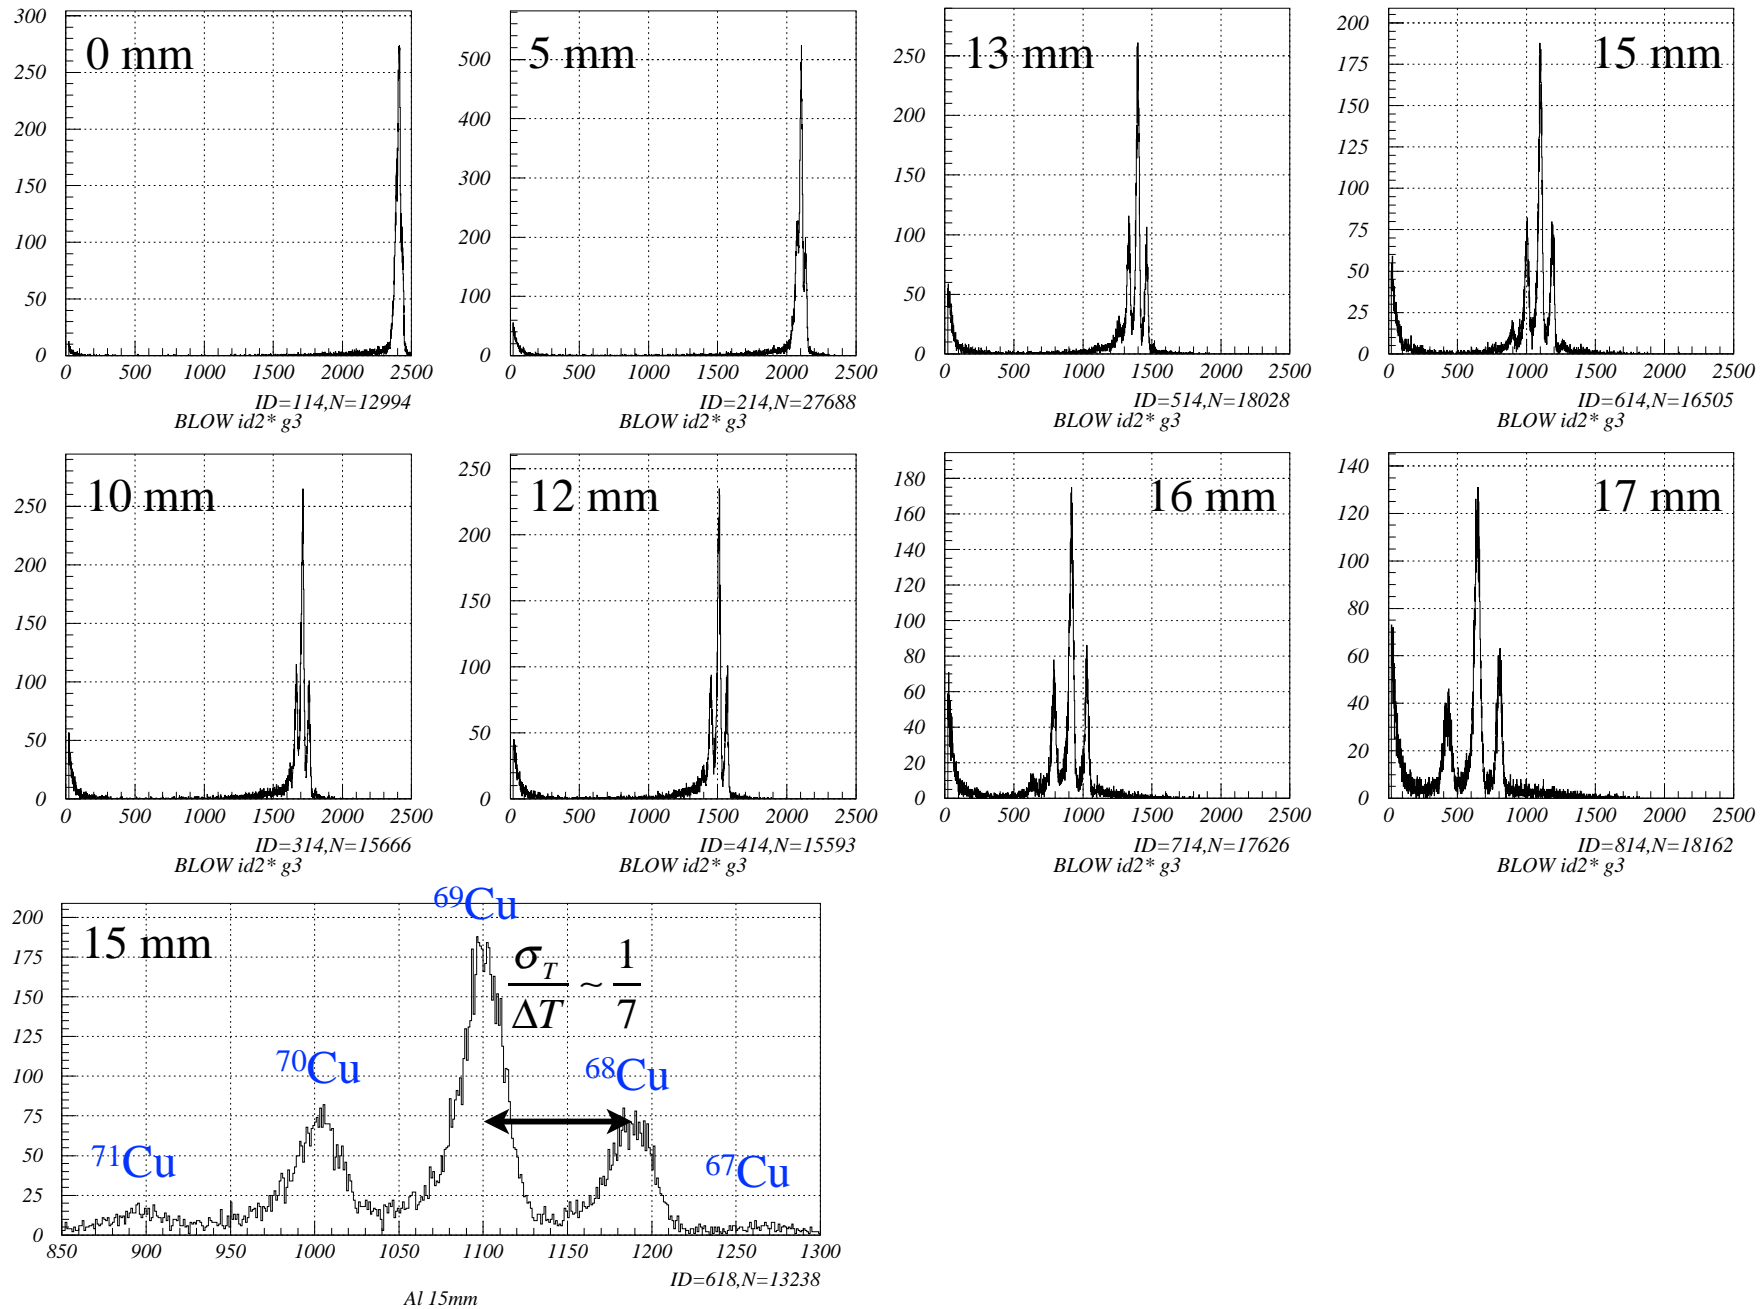 0 mm
300
250
200
150
100
50
0
0 500 1000 1500 2000 2500
ID=114,N=12994
BLOW id2* g3
5 mm
500
400
300
200
100
0
0 500 1000 1500 2000 2500
ID=214,N=27688
BLOW id2* g3
13 mm
250
200
150
100
50
0
0 500 1000 1500 2000 2500
ID=514,N=18028
BLOW id2* g3
15 mm
200
175
150
125
100
75
50
25
0
0 500 1000 1500 2000 2500
ID=614,N=16505
BLOW id2* g3
10 mm
250
200
150
100
50
0
0 500 1000 1500 2000 2500
ID=314,N=15666
BLOW id2* g3
12 mm
250
200
150
100
50
0
0 500 1000 1500 2000 2500
ID=414,N=15593
BLOW id2* g3
16 mm
180
160
140
120
100
80
60
40
20
0
0 500 1000 1500 2000 2500
ID=714,N=17626
BLOW id2* g3
17 mm
140
120
100
80
60
40
20
0
0 500 1000 1500 2000 2500
ID=814,N=18162
BLOW id2* g3
15 mm
200
175
150
125
100
75
50
25
0
⁶⁹Cu
σ_T/ΔT ~ 1/7
⁷⁰Cu
⁶⁸Cu
⁷¹Cu
⁶⁷Cu
850 900 950 1000 1050 1100 1150 1200 1250 1300
ID=618,N=13238
Al 15mm